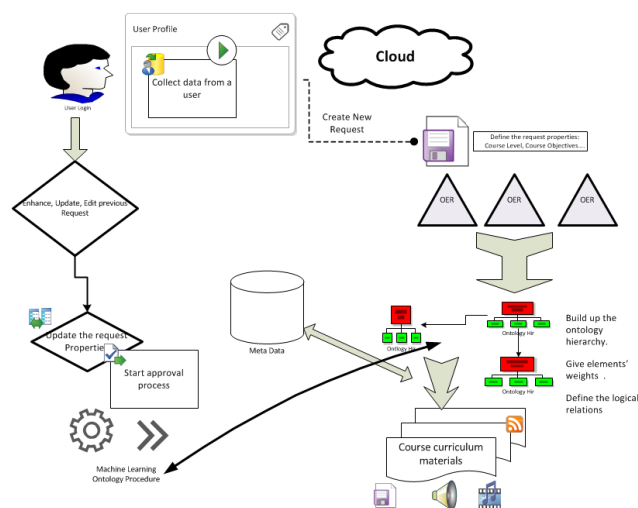 User Profile
Collect data from a
user
Cloud
User Login
Create New
Request
Define the request properties:
Course Level, Course Objectives....
OER
OER
OER
Enhance, Update, Edit previous
Request
Update the request
Properties
Start approval
process
Meta Data
Ontology Hir
Ontology Hir
Ontology Hir
Build up the
ontology
hierarchy.
Give elements'
weights .
Define the logical
relations
Course curriculum
materials
Machine Learning
Ontology Procedure